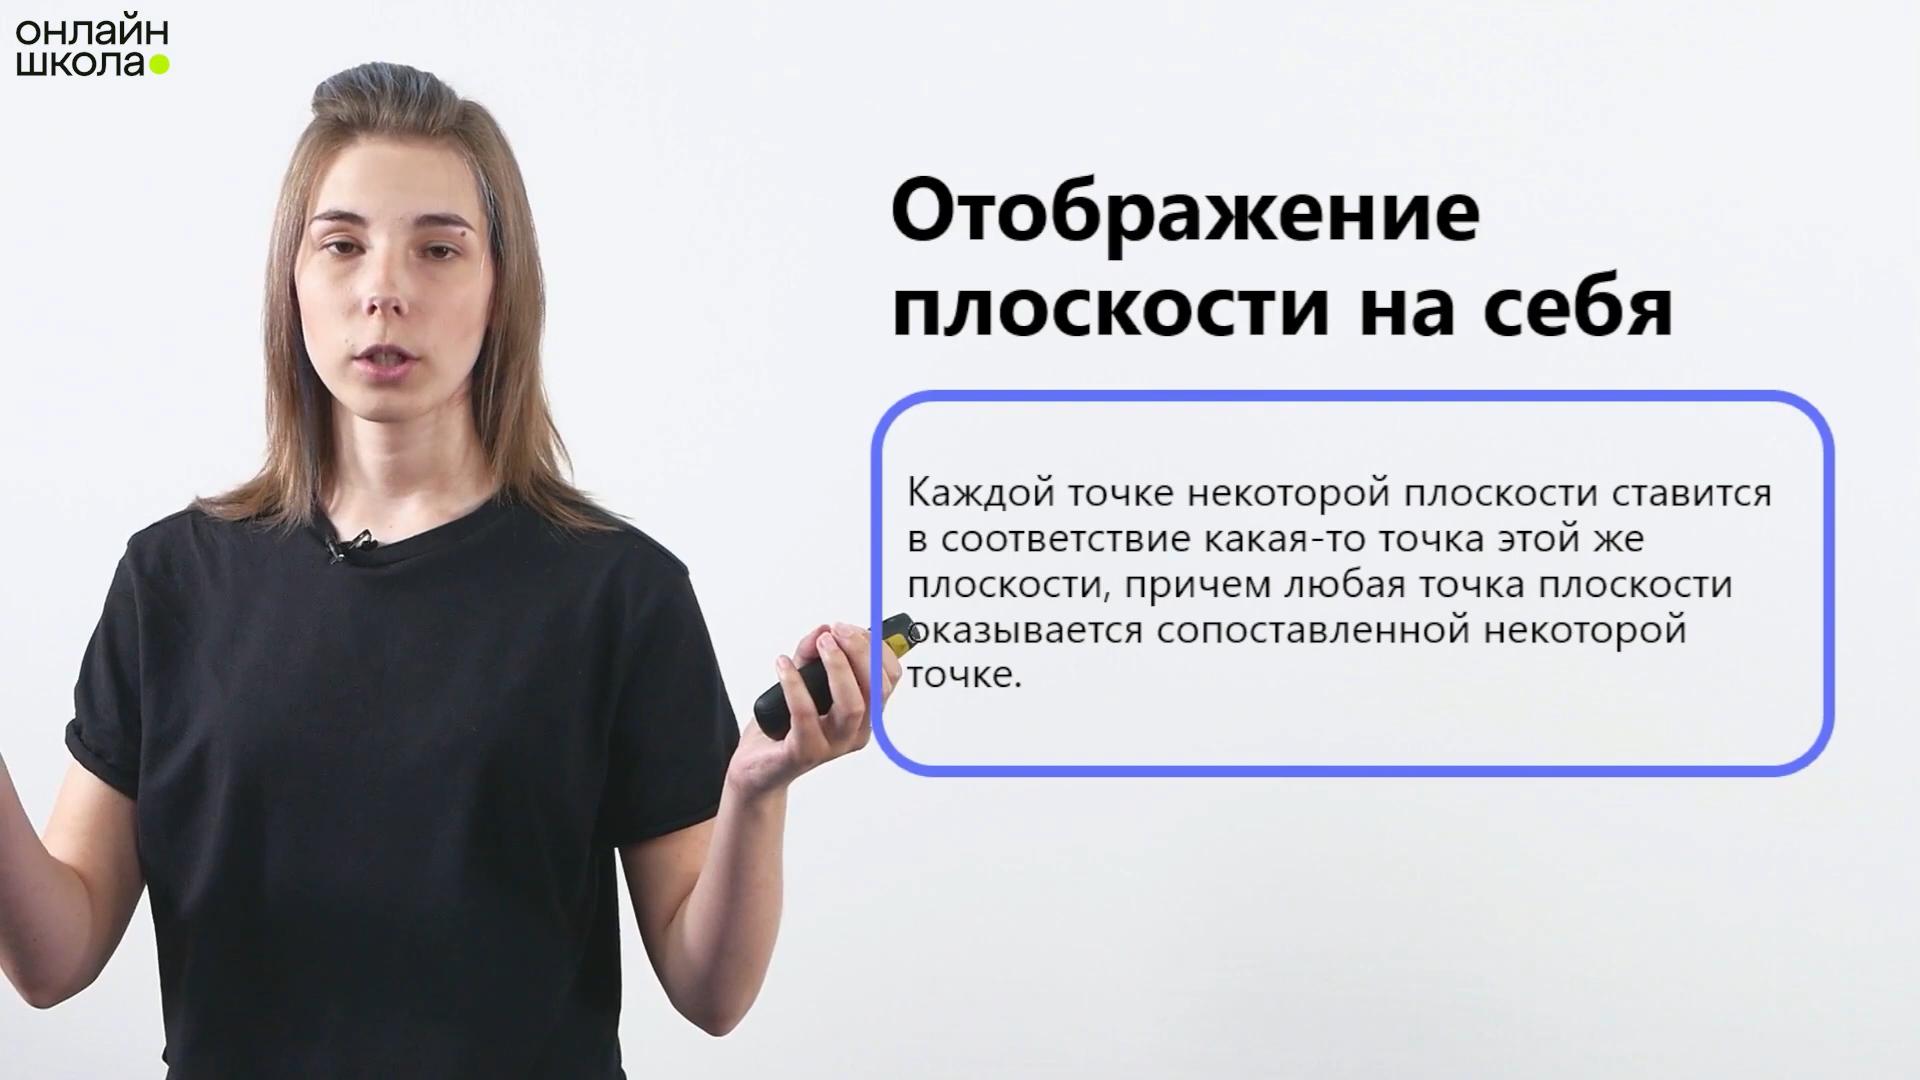 онлайн
школа
Отображение
плоскости на себя
Каждой точке некоторой плоскости ставится
в соответствие какая-то точка этой же
плоскости, причем любая точка плоскости
оказывается сопоставленной некоторой
точке.